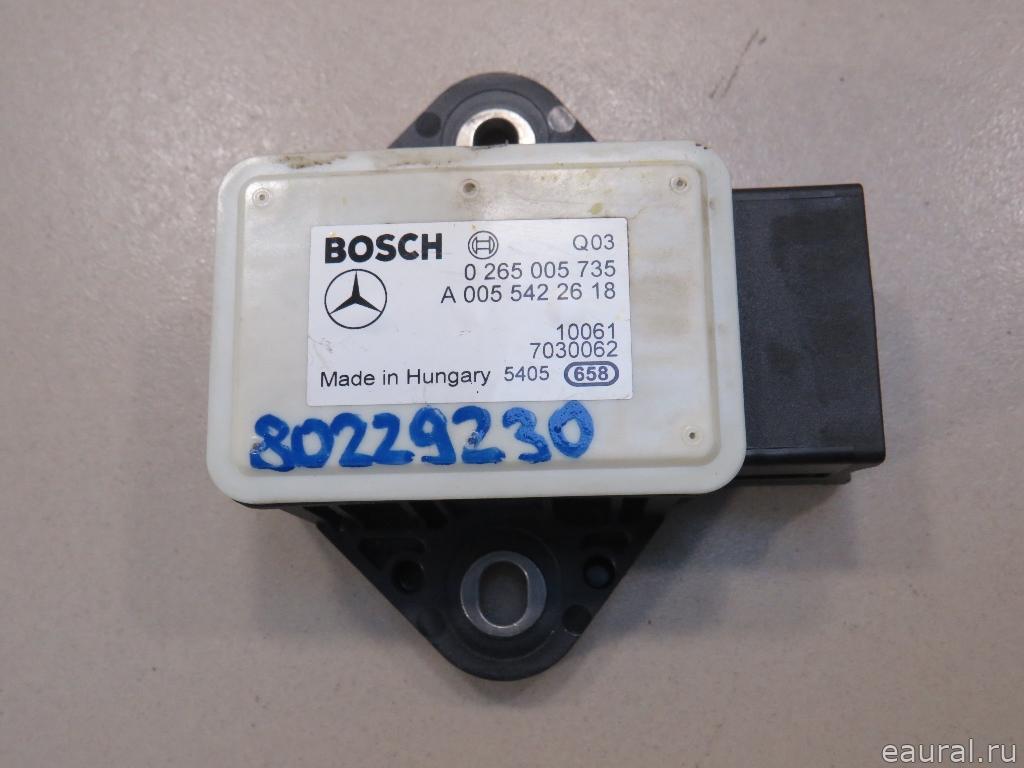 BOSCH Q03
0 265 005 735
A 005 542 26 18
10061
7030062
Made in Hungary 5405 658
80229230
eaural.ru